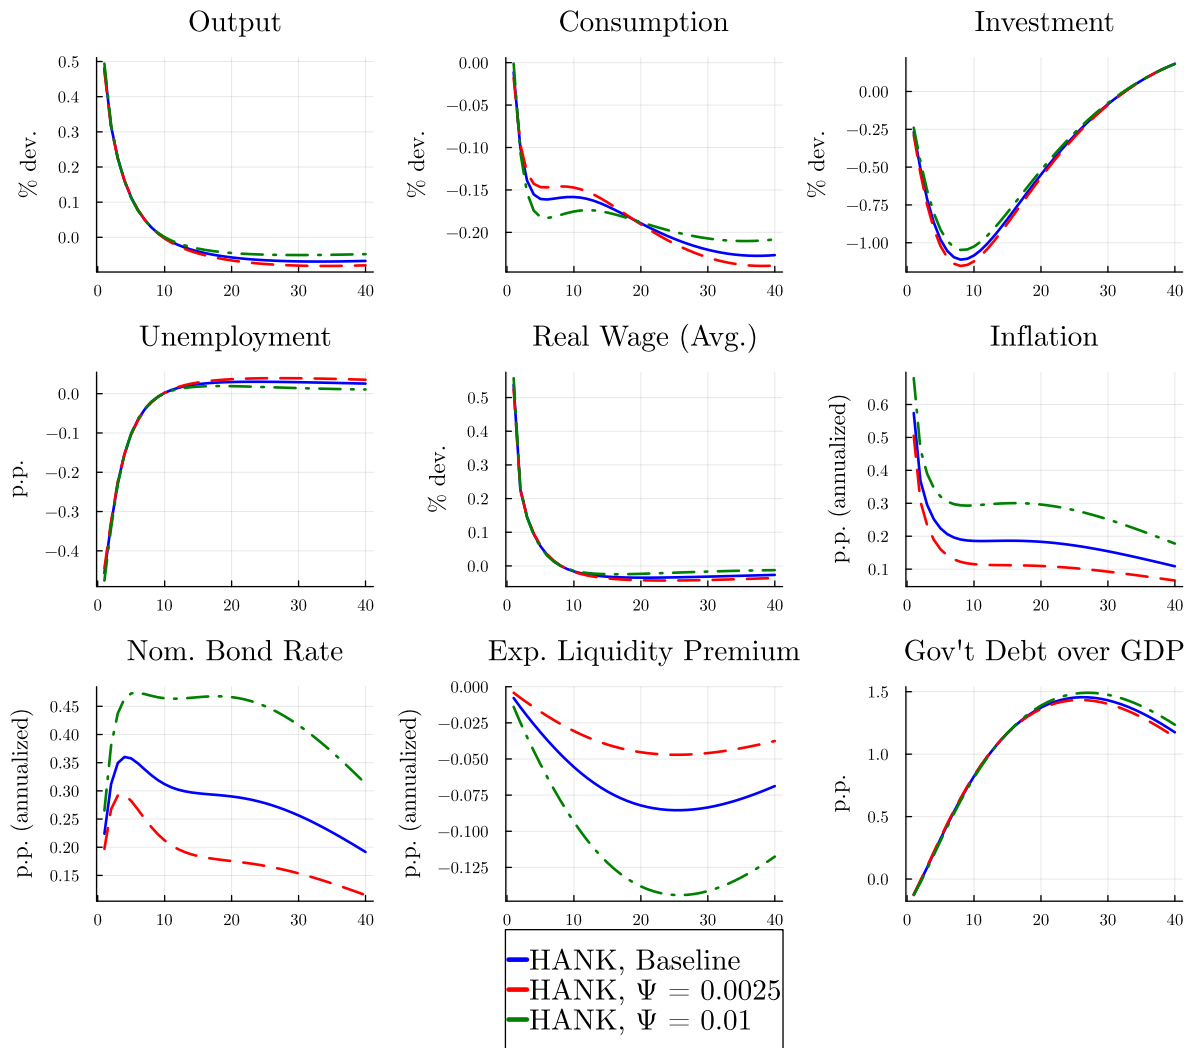 Output
Consumption
Investment
% dev.
0.5
0.4
0.3
0.2
0.1
0.0
0 10 20 30 40
% dev.
0.00
−0.05
−0.10
−0.15
−0.20
0 10 20 30 40
% dev.
0.00
−0.25
−0.50
−0.75
−1.00
0 10 20 30 40
Unemployment
Real Wage (Avg.)
Inflation
p.p.
0.0
−0.1
−0.2
−0.3
−0.4
0 10 20 30 40
% dev.
0.5
0.4
0.3
0.2
0.1
0.0
0 10 20 30 40
p.p. (annualized)
0.6
0.5
0.4
0.3
0.2
0.1
0 10 20 30 40
Nom. Bond Rate
Exp. Liquidity Premium
Gov't Debt over GDP
p.p. (annualized)
0.45
0.40
0.35
0.30
0.25
0.20
0.15
0 10 20 30 40
p.p. (annualized)
0.000
−0.025
−0.050
−0.075
−0.100
−0.125
0 10 20 30 40
p.p.
1.5
1.0
0.5
0.0
0 10 20 30 40
HANK, Baseline
HANK, Ψ = 0.0025
HANK, Ψ = 0.01